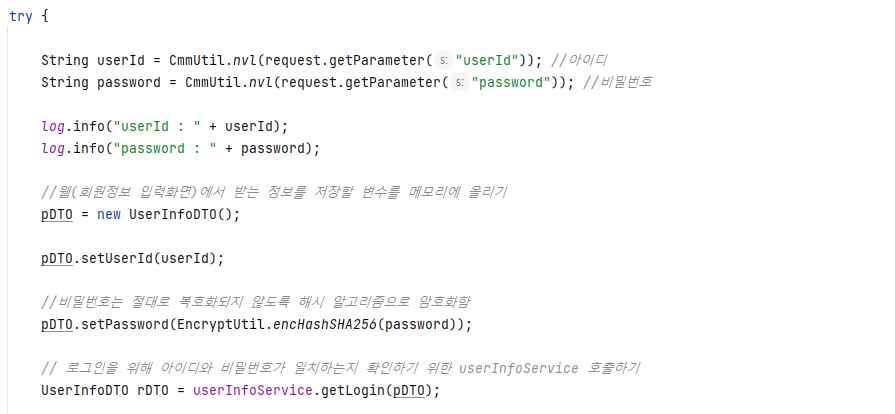 try {
String userId = CmmUtil.nvl(request.getParameter( s: "userId")); //아이디
String password = CmmUtil.nvl(request.getParameter( s: "password")); //비밀번호
log.info("userId : " + userId);
log.info("password : " + password);
//웹(회원정보 입력화면)에서 받는 정보를 저장할 변수를 메모리에 올리기
pDTO = new UserInfoDTO();
pDTO.setUserId(userId);
//비밀번호는 절대로 복호화되지 않도록 해시 알고리즘으로 암호화함
pDTO.setPassword(EncryptUtil.encHashSHA256(password));
// 로그인을 위해 아이디와 비밀번호가 일치하는지 확인하기 위한 userInfoService 호출하기
UserInfoDTO rDTO = userInfoService.getLogin(pDTO);